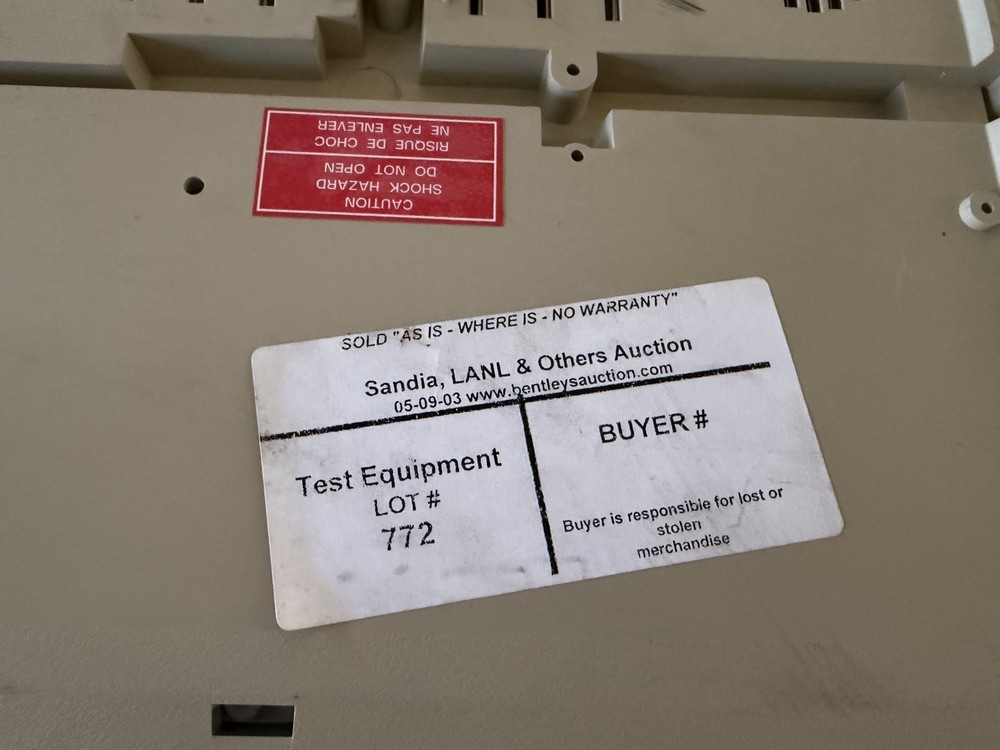 CAUTION
SHOCK HAZARD
DO NOT OPEN
RISQUE DE CHOC
NE PAS ENLEVER
SOLD "AS IS - WHERE IS - NO WARRANTY"
Sandia, LANL & Others Auction
05-09-03 www.bentleysauction.com
Test Equipment
LOT #
772
BUYER #
Buyer is responsible for lost or
stolen
merchandise